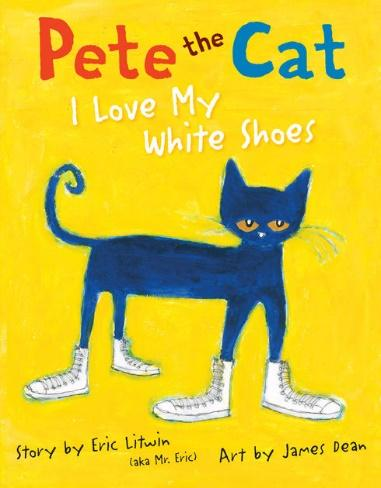 Pete the Cat
I Love My
White Shoes
Story by Eric Litwin
(aka Mr. Eric)
Art by James Dean